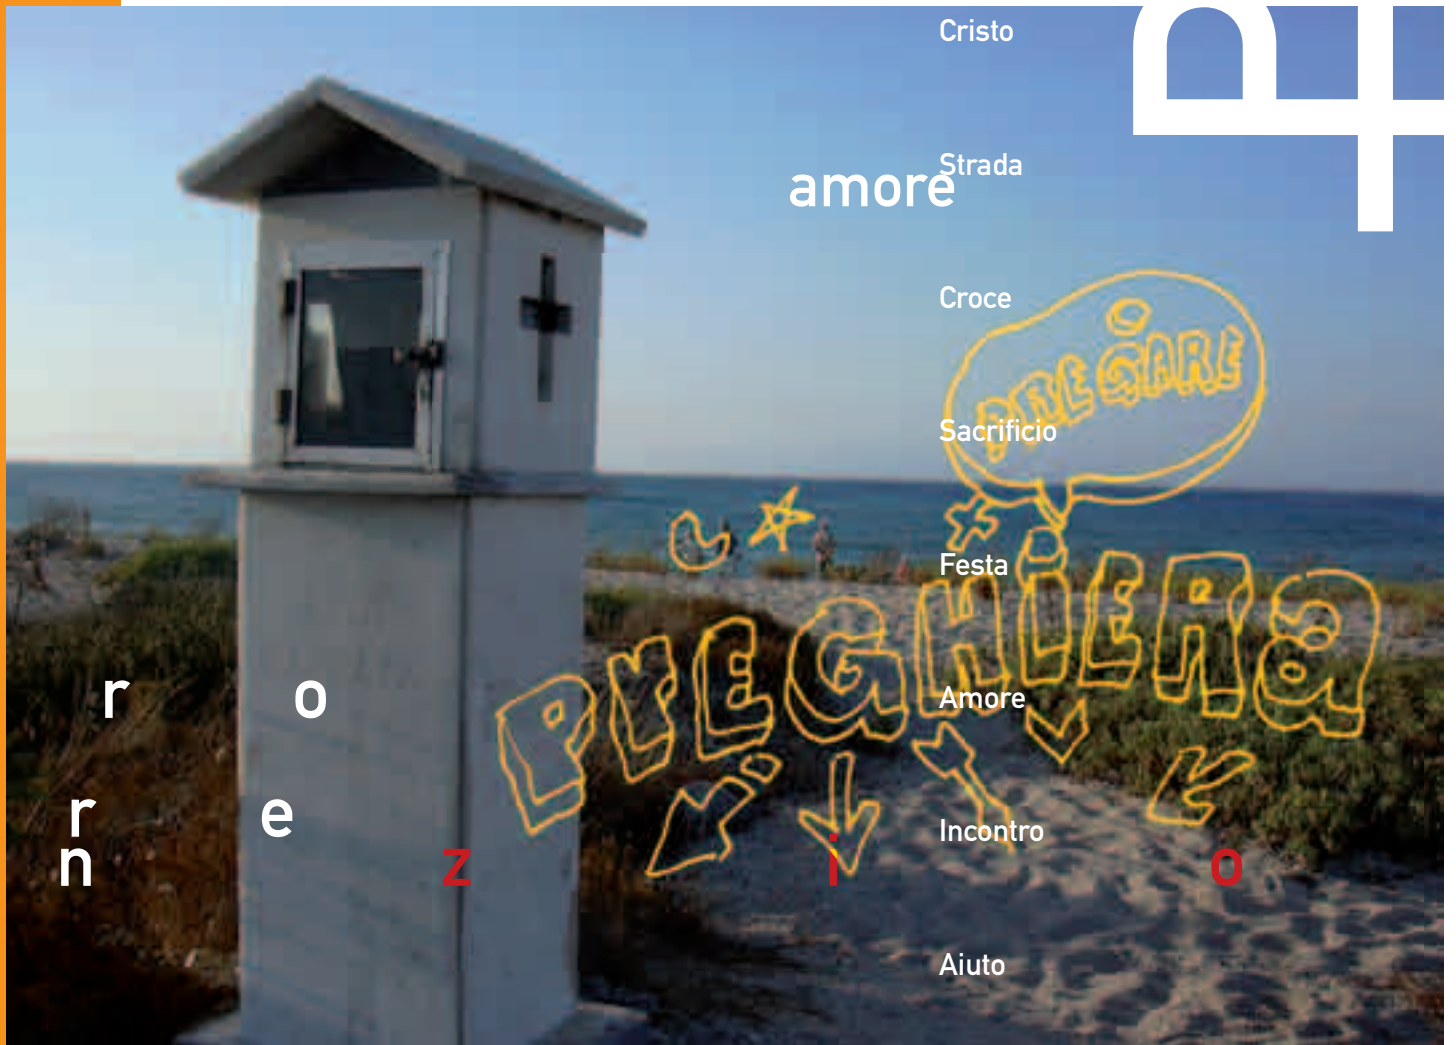 Cristo
Strada
amore
Croce
PREGARE
Sacrificio
Festa
PrEGHiERa
Amore
r o
r e
Incontro
n z i o
Aiuto